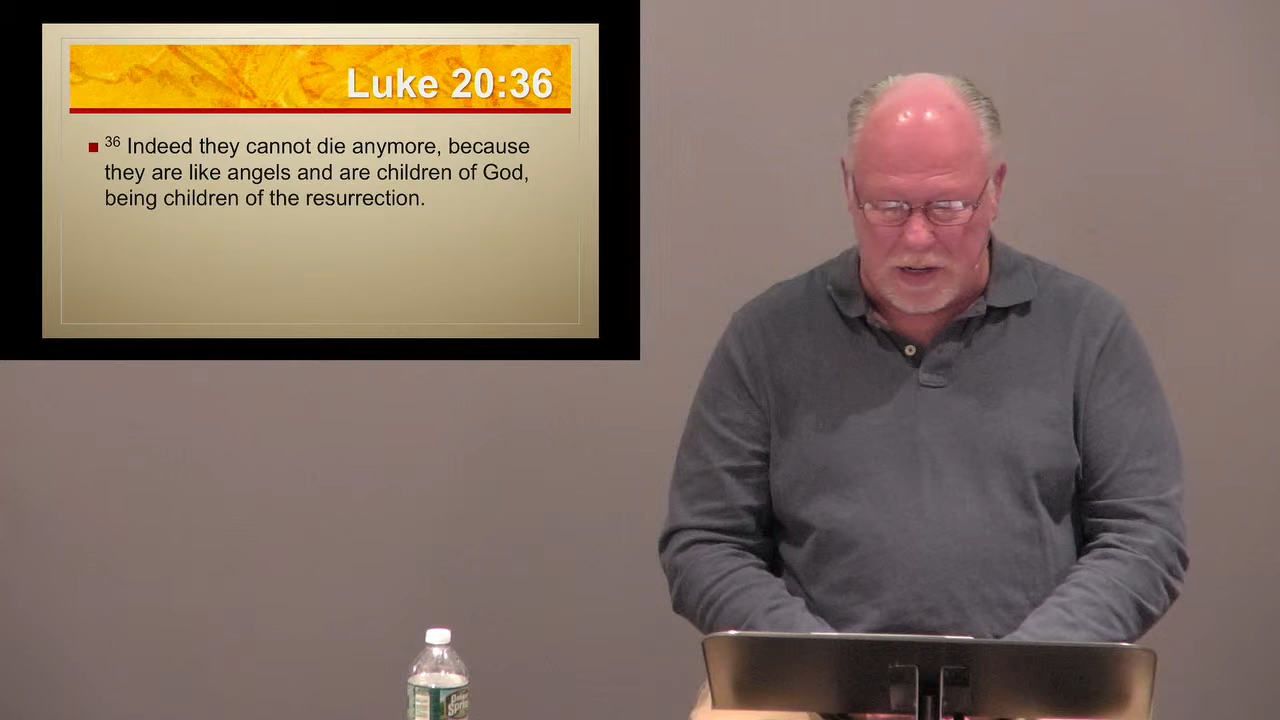 Luke 20:36
36 Indeed they cannot die anymore, because
they are like angels and are children of God,
being children of the resurrection.